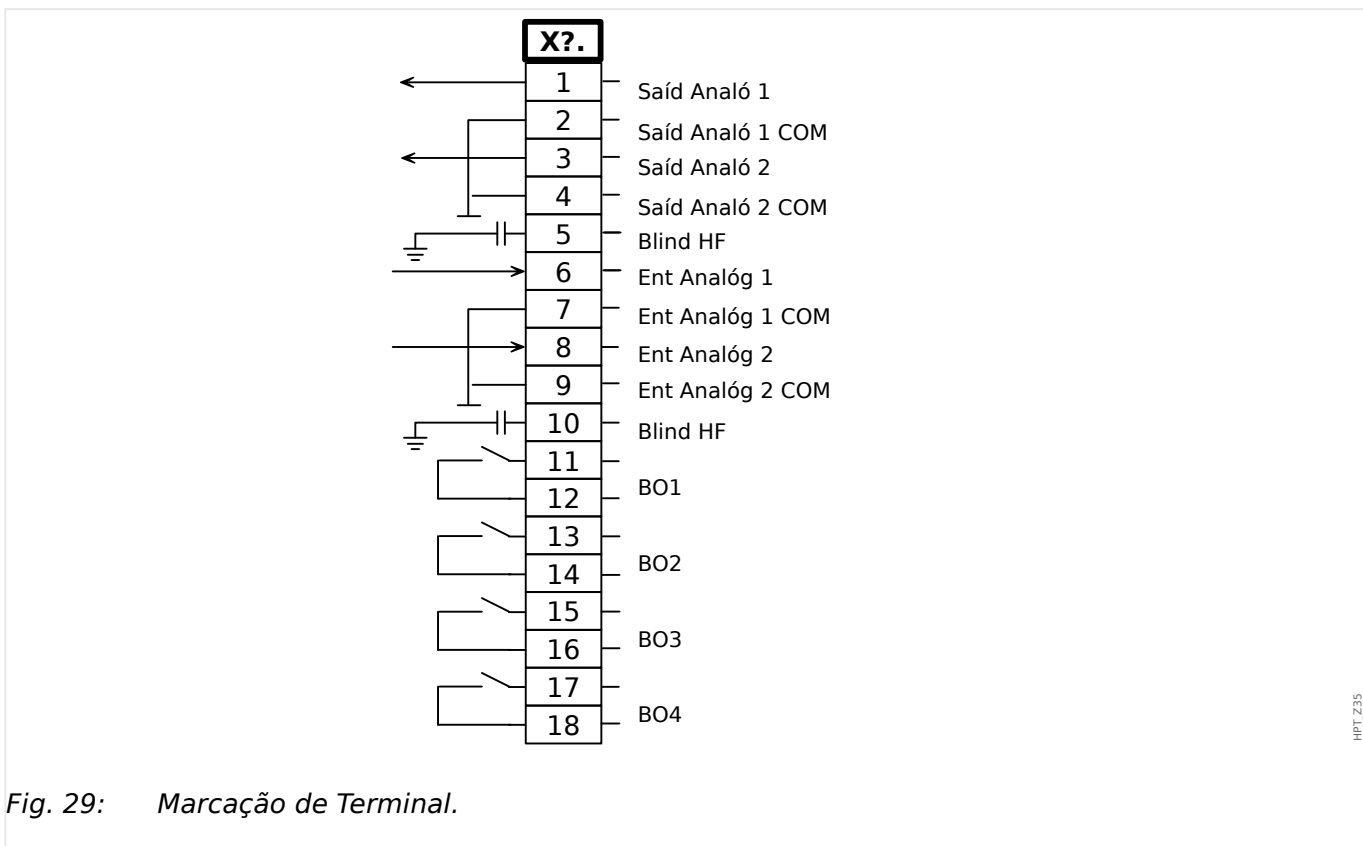 X?.
1 Saíd Analó 1
2 Saíd Analó 1 COM
3 Saíd Analó 2
4 Saíd Analó 2 COM
5 Blind HF
6 Ent Analóg 1
7 Ent Analóg 1 COM
8 Ent Analóg 2
9 Ent Analóg 2 COM
10 Blind HF
11
BO1
12
13
BO2
14
15
BO3
16
17
BO4
18
HPT_Z35
Fig. 29: Marcação de Terminal.